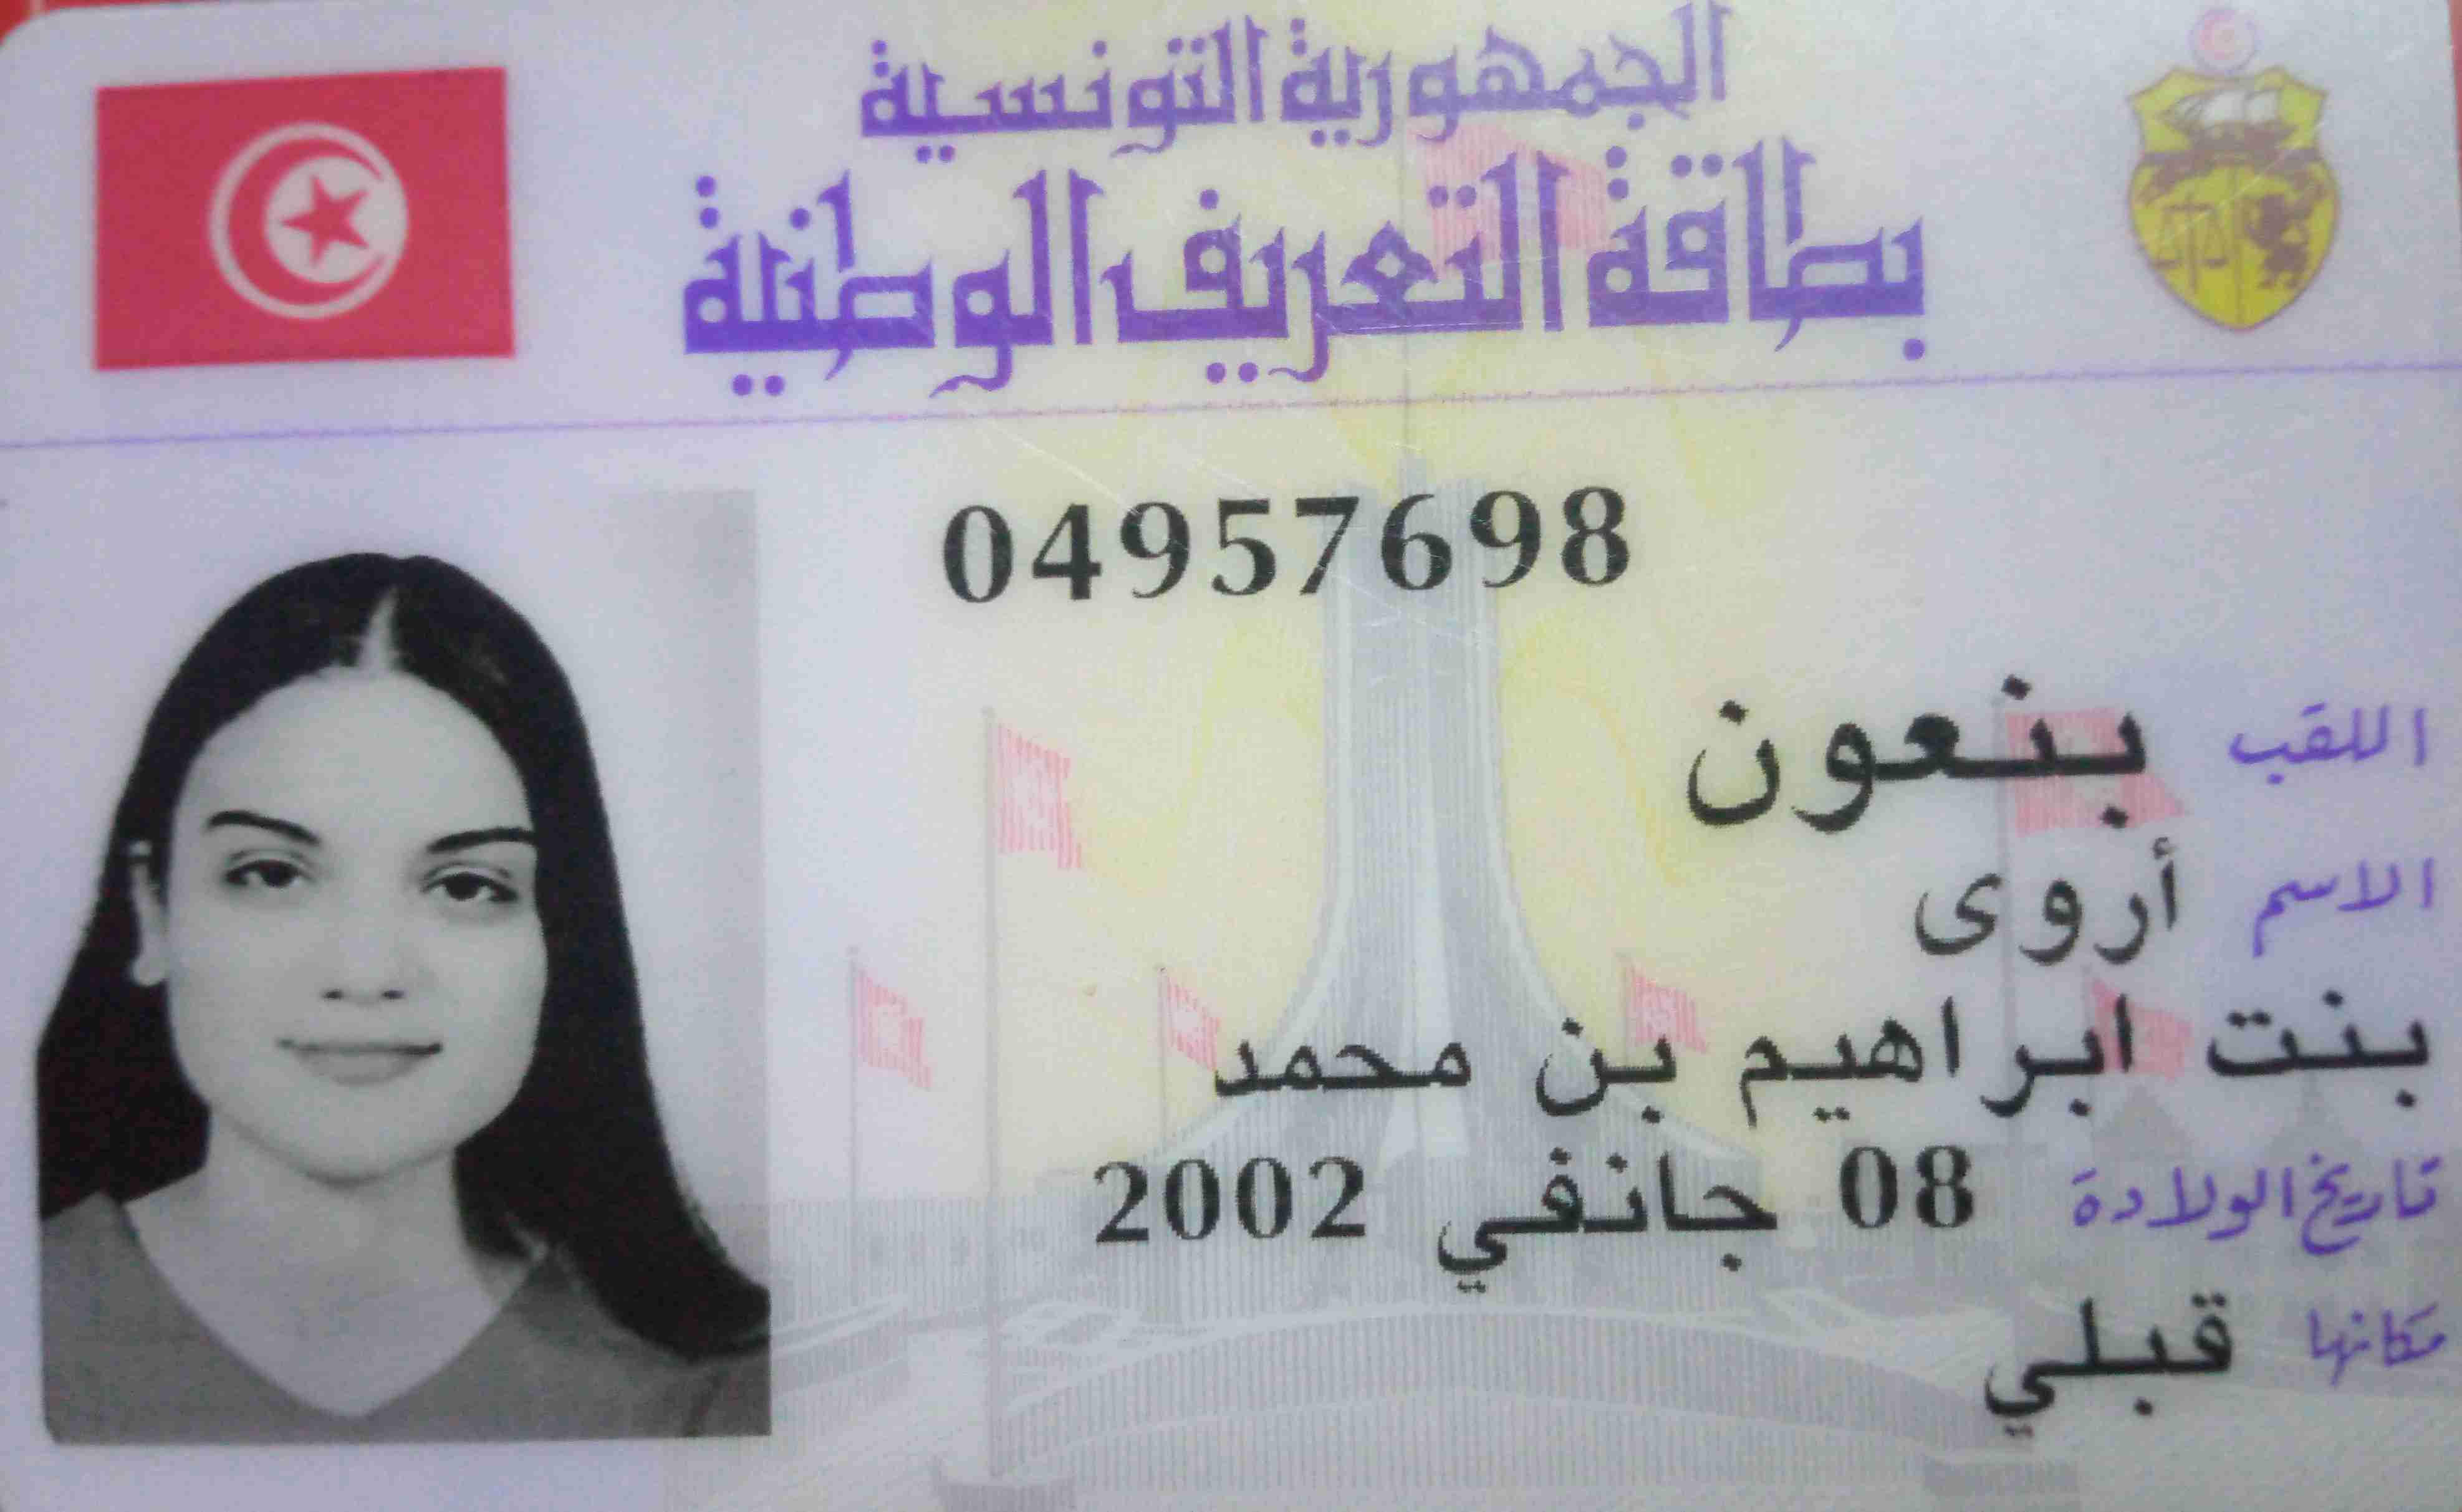 الجمهورية التونسية
بطاقة التعريف الوطنية
04957698
اللقب بنعون
الاسم أروى
بنت ابراهيم بن محمد
تاريخ الولادة 08 جانفي 2002
مكانها قبلي